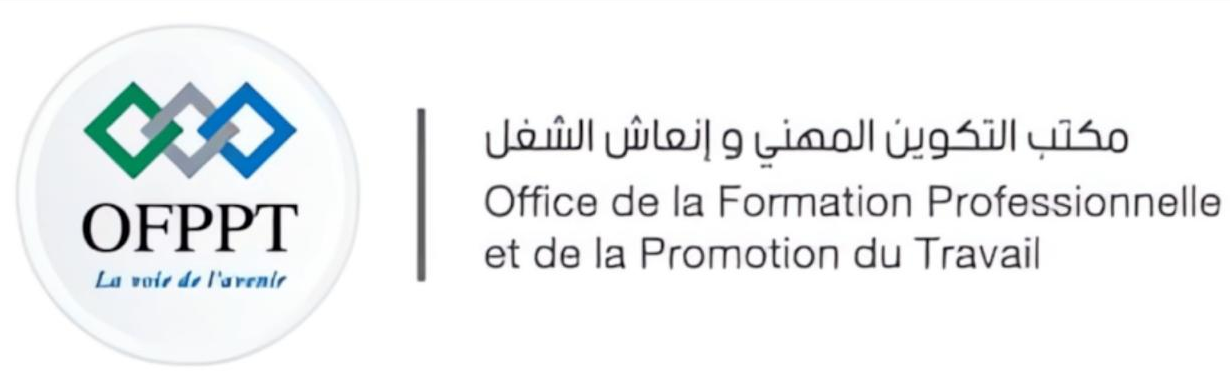 OFPPT
La voie de l'avenir
مكتب التكوين المهني و إنعاش الشغل
Office de la Formation Professionnelle
et de la Promotion du Travail